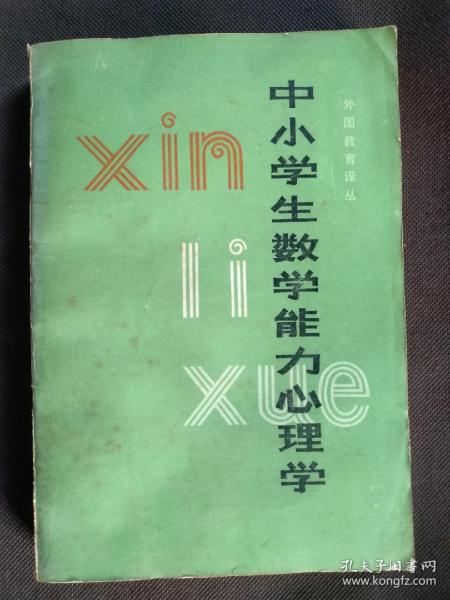 外国教育译丛
中小学生数学能力心理学
xin
li
xue
孔夫子旧书网
www.kongfz.com